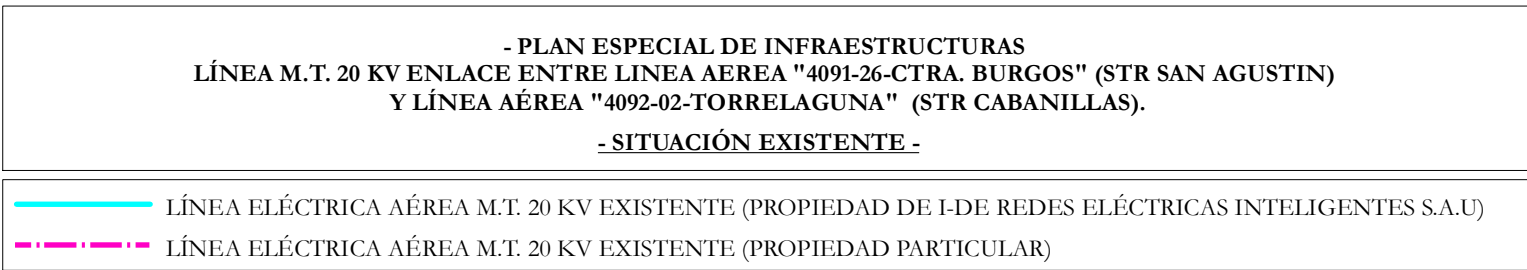 - PLAN ESPECIAL DE INFRAESTRUCTURAS
LÍNEA M.T. 20 KV ENLACE ENTRE LINEA AEREA "4091-26-CTRA. BURGOS" (STR SAN AGUSTIN)
Y LÍNEA AÉREA "4092-02-TORRELAGUNA" (STR CABANILLAS).
- SITUACIÓN EXISTENTE -
LÍNEA ELÉCTRICA AÉREA M.T. 20 KV EXISTENTE (PROPIEDAD DE I-DE REDES ELÉCTRICAS INTELIGENTES S.A.U)
LÍNEA ELÉCTRICA AÉREA M.T. 20 KV EXISTENTE (PROPIEDAD PARTICULAR)